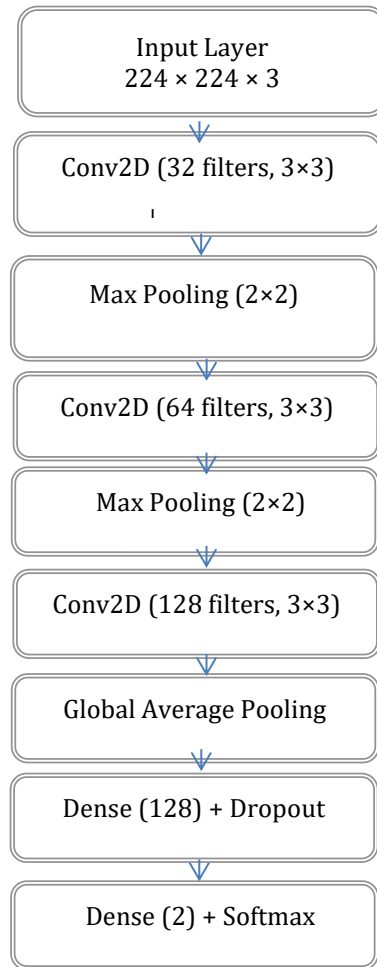 Input Layer
224 × 224 × 3
Conv2D (32 filters, 3×3)
Max Pooling (2×2)
Conv2D (64 filters, 3×3)
Max Pooling (2×2)
Conv2D (128 filters, 3×3)
Global Average Pooling
Dense (128) + Dropout
Dense (2) + Softmax